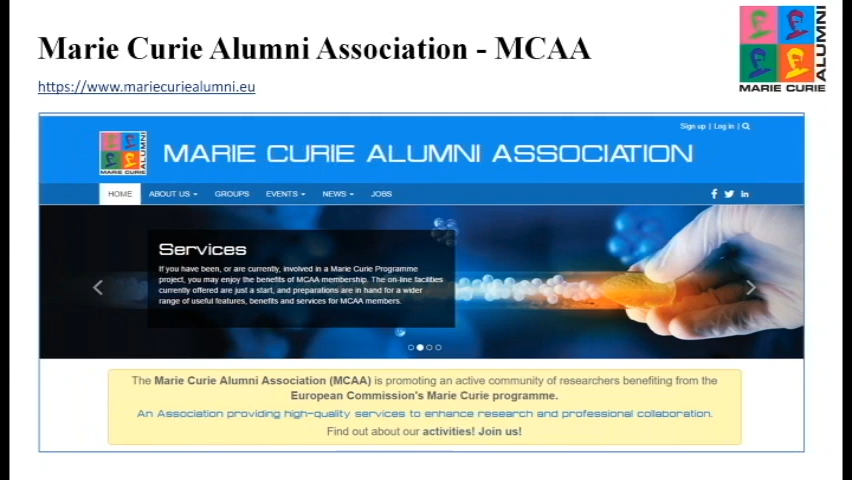 Marie Curie Alumni Association - MCAA
https://www.mariecuriealumni.eu
MARIE CURIE ALUMNI
Sign up | Log in |
MARIE CURIE ALUMNI
MARIE CURIE ALUMNI ASSOCIATION
HOME ABOUT US GROUPS EVENTS NEWS JOBS
Services
If you have been, or are currently, involved in a Marie Curie Programme
project, you may enjoy the benefits of MCAA membership. The on-line facilities
currently offered are just a start, and preparations are in hand for a wider
range of useful features, benefits and services for MCAA members.
The Marie Curie Alumni Association (MCAA) is promoting an active community of researchers benefiting from the
European Commission's Marie Curie programme.
An Association providing high-quality services to enhance research and professional collaboration.
Find out about our activities! Join us!